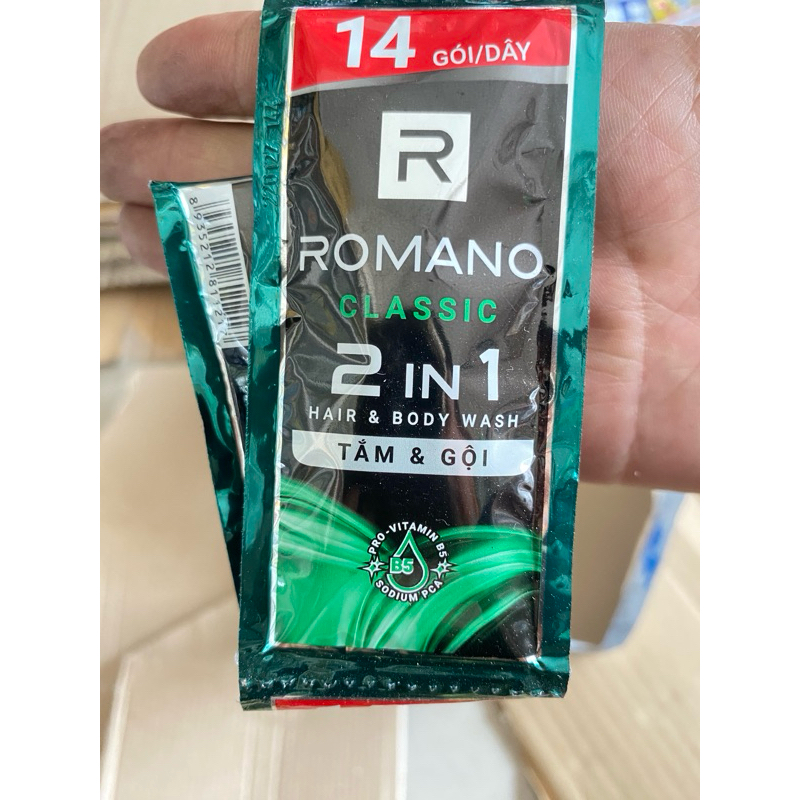 14 GÓI/DÂY
R
ROMANO
CLASSIC
2 IN 1
HAIR & BODY WASH
TẮM & GỘI
PRO-VITAMIN B5
B5
SODIUM PCA